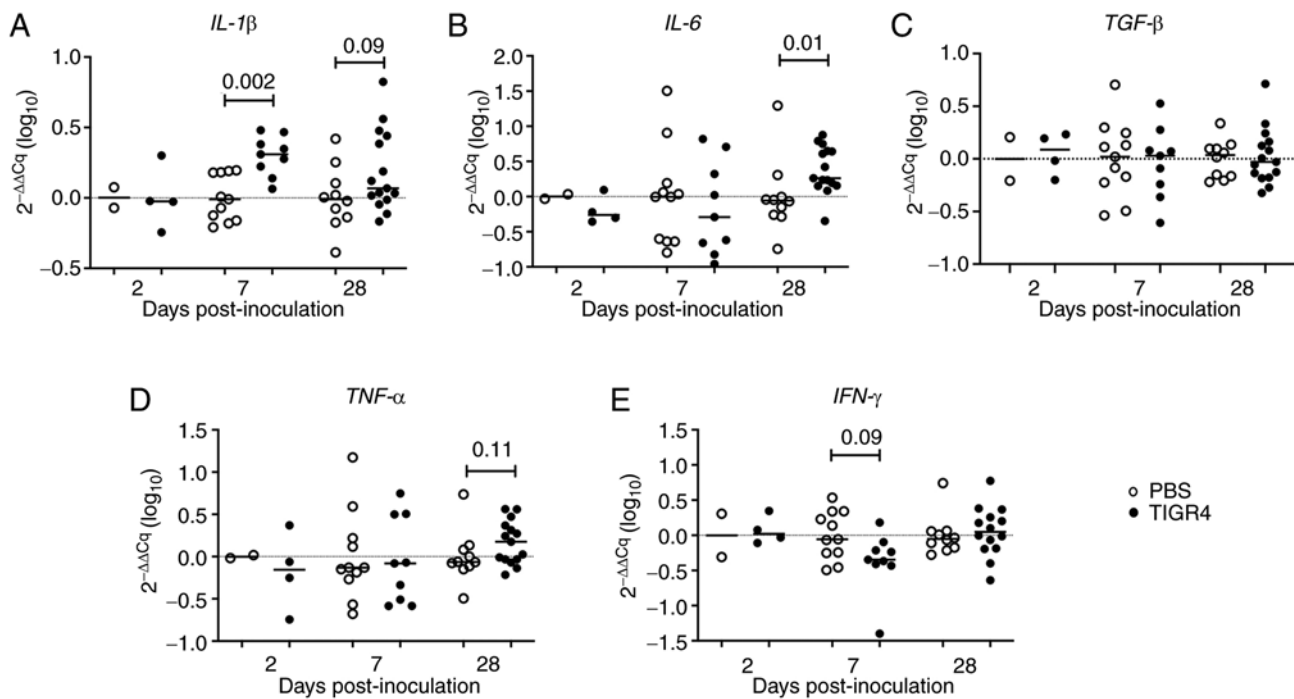 A
IL-1β
0.09
0.002
1.0
0.5
0.0
−0.5
2−ΔΔCq (log10)
2 7 28
Days post-inoculation
B
IL-6
0.01
2.0
1.5
1.0
0.5
0.0
−0.5
−1.0
2−ΔΔCq (log10)
2 7 28
Days post-inoculation
C
TGF-β
1.0
0.5
0.0
−0.5
−1.0
2−ΔΔCq (log10)
2 7 28
Days post-inoculation
D
TNF-α
0.11
1.5
1.0
0.5
0.0
−0.5
−1.0
2−ΔΔCq (log10)
2 7 28
Days post-inoculation
E
IFN-γ
0.09
1.5
1.0
0.5
0.0
−0.5
−1.0
−1.5
2−ΔΔCq (log10)
2 7 28
Days post-inoculation
PBS
TIGR4